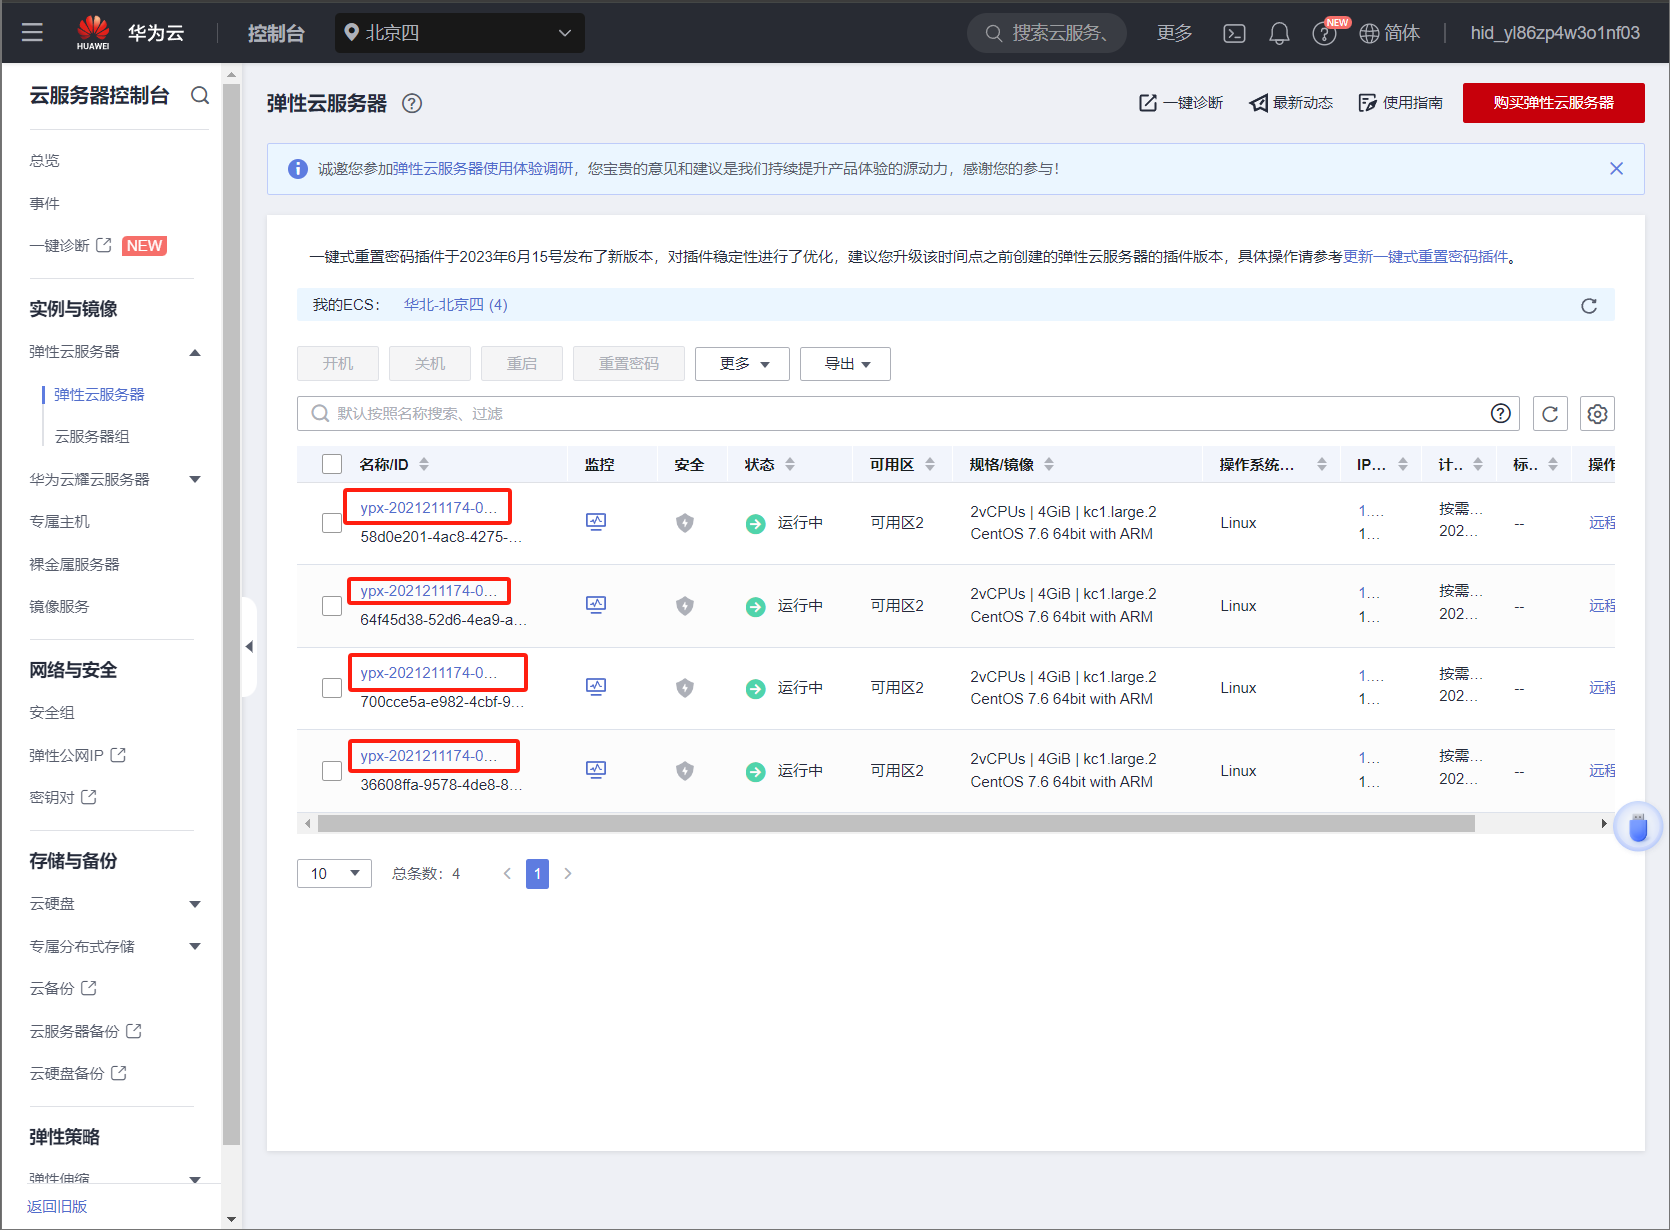 HUAWEI
华为云
控制台
北京四
搜索云服务、
更多
NEW
简体
hid_yl86zp4w3o1nf03
云服务器控制台
总览
事件
一键诊断 NEW
实例与镜像
弹性云服务器
弹性云服务器
云服务器组
华为云耀云服务器
专属主机
裸金属服务器
镜像服务
网络与安全
安全组
弹性公网IP
密钥对
存储与备份
云硬盘
专属分布式存储
云备份
云服务器备份
云硬盘备份
弹性策略
弹性伸缩
返回旧版
弹性云服务器
一键诊断
最新动态
使用指南
购买弹性云服务器
诚邀您参加弹性云服务器使用体验调研，您宝贵的意见和建议是我们持续提升产品体验的源动力，感谢您的参与！
一键式重置密码插件于2023年6月15号发布了新版本，对插件稳定性进行了优化，建议您升级该时间点之前创建的弹性云服务器的插件版本，具体操作请参考更新一键式重置密码插件。
我的ECS： 华北-北京四 (4)
开机 关机 重启 重置密码 更多 导出
默认按照名称搜索、过滤
名称/ID 监控 安全 状态 可用区 规格/镜像 操作系统... IP... 计.. 标.. 操作
ypx-2021211174-0...
58d0e201-4ac8-4275-...
运行中
可用区2
2vCPUs | 4GiB | kc1.large.2
CentOS 7.6 64bit with ARM
Linux
1....
1...
按需...
202...
--
远程
ypx-2021211174-0...
64f45d38-52d6-4ea9-a...
运行中
可用区2
2vCPUs | 4GiB | kc1.large.2
CentOS 7.6 64bit with ARM
Linux
1...
1...
按需...
202...
--
远程
ypx-2021211174-0...
700cce5a-e982-4cbf-9...
运行中
可用区2
2vCPUs | 4GiB | kc1.large.2
CentOS 7.6 64bit with ARM
Linux
1....
1...
按需...
202...
--
远程
ypx-2021211174-0...
36608ffa-9578-4de8-8...
运行中
可用区2
2vCPUs | 4GiB | kc1.large.2
CentOS 7.6 64bit with ARM
Linux
1...
1...
按需...
202...
--
远程
10
总条数：4
1